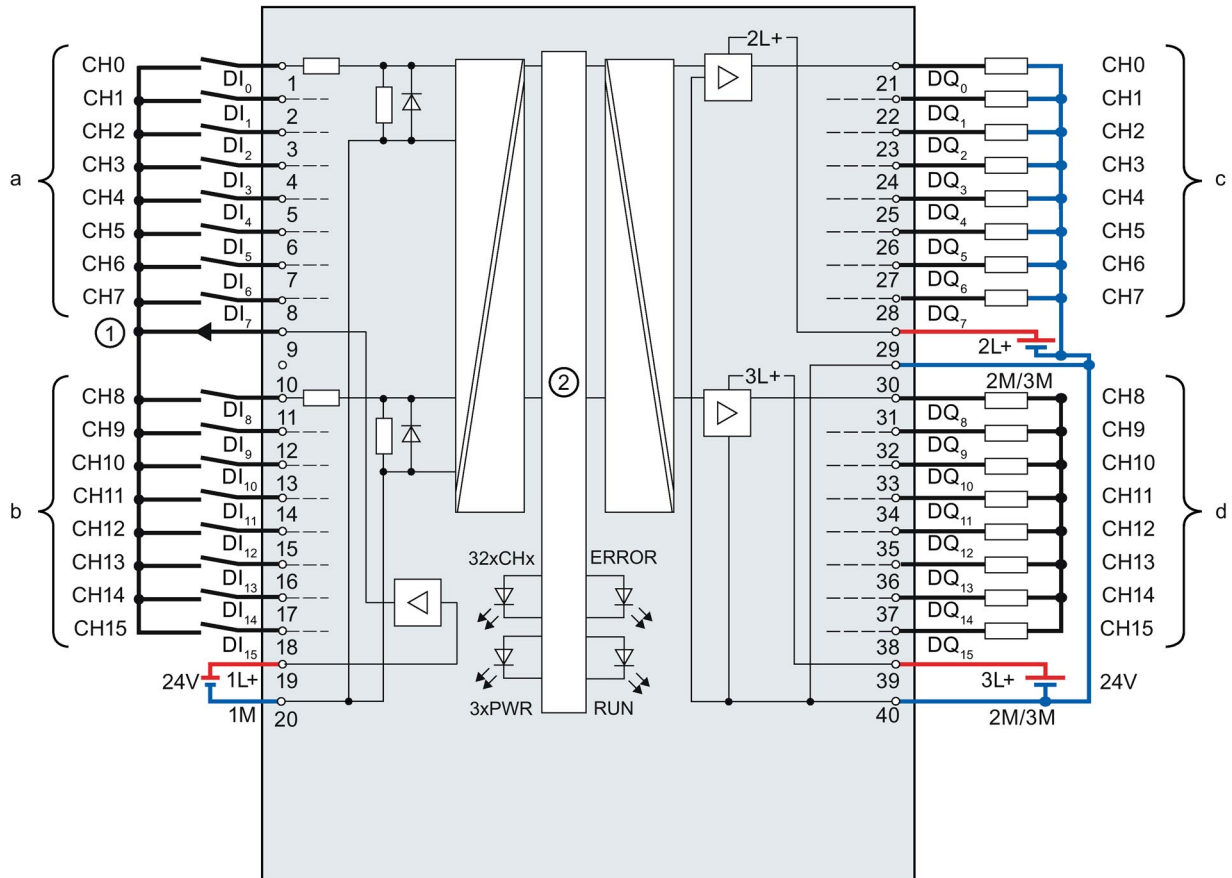 2L+
CH0
DI0
1
21
DQ0
CH0
CH1
DI1
2
22
DQ1
CH1
CH2
DI2
3
23
DQ2
CH2
CH3
DI3
4
24
DQ3
CH3
a
CH4
DI4
5
25
DQ4
CH4
c
CH5
DI5
6
26
DQ5
CH5
CH6
DI6
7
27
DQ6
CH6
CH7
DI7
8
28
DQ7
CH7
①
9
29
2L+
2M/3M
②
3L+
CH8
10
30
CH8
DI8
11
31
DQ8
CH9
DI9
12
32
DQ9
CH9
CH10
DI10
13
33
DQ10
CH10
b
CH11
DI11
14
34
DQ11
CH11
d
CH12
DI12
15
35
DQ12
CH12
CH13
DI13
16
36
DQ13
CH13
CH14
DI14
17
37
DQ14
CH14
CH15
DI15
18
38
DQ15
CH15
32xCHx
ERROR
24V
1L+
19
39
3L+
24V
1M
20
3xPWR
RUN
40
2M/3M